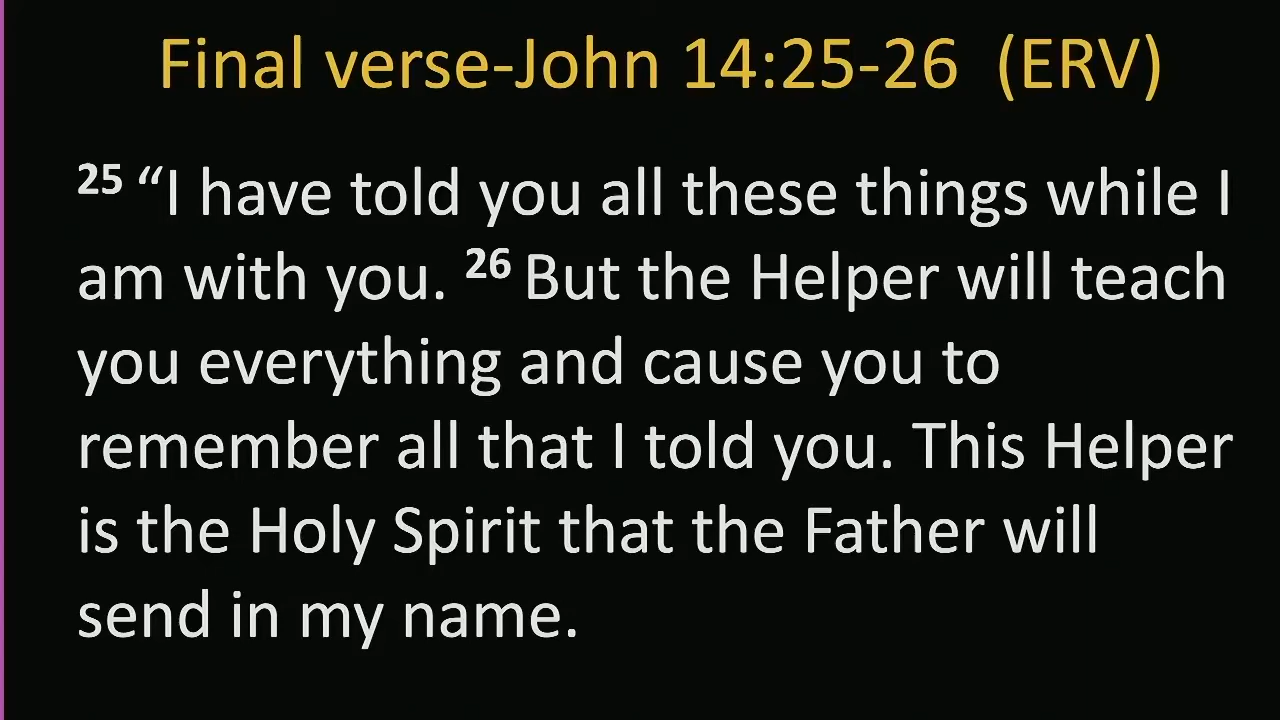 Final verse-John 14:25-26  (ERV)
25 “I have told you all these things while I
am with you. 26 But the Helper will teach
you everything and cause you to
remember all that I told you. This Helper
is the Holy Spirit that the Father will
send in my name.